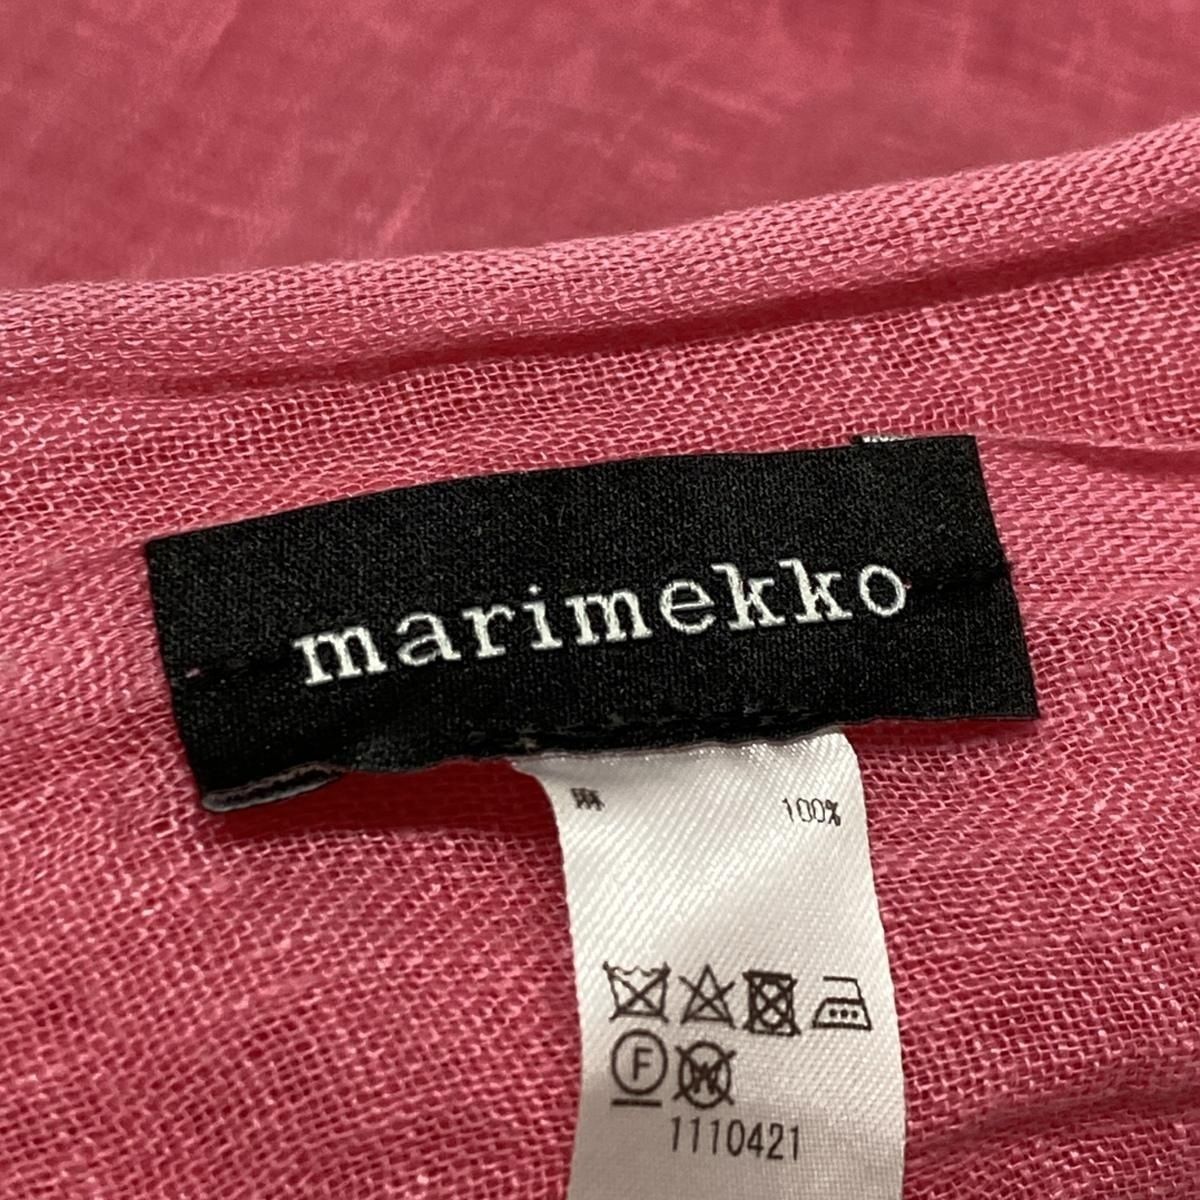 marimekko
麻 100%
F W
1110421